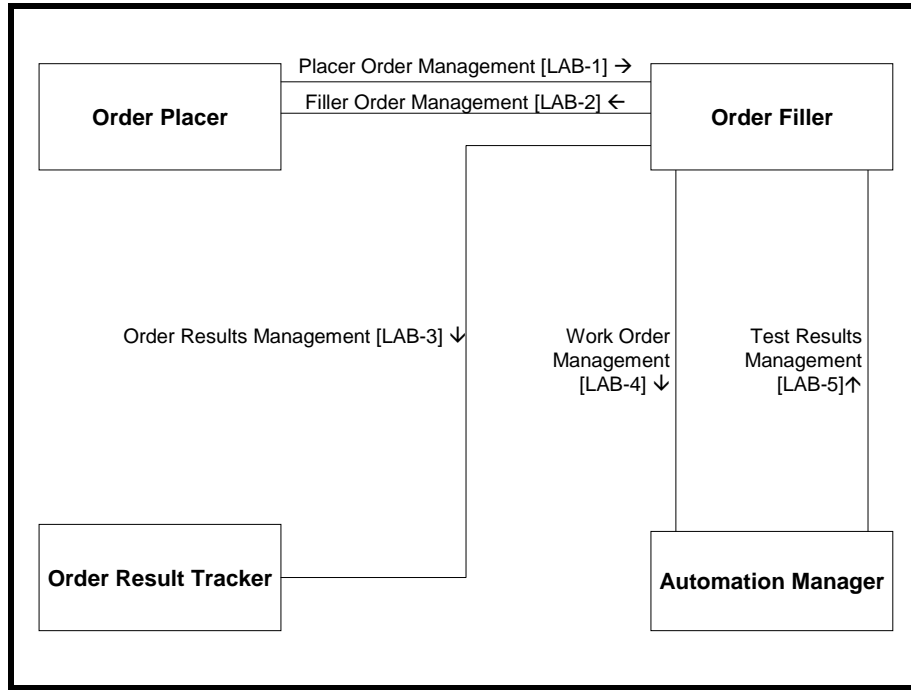 Placer Order Management [LAB-1] →
Order Placer
Filler Order Management [LAB-2] ←
Order Filler
Order Results Management [LAB-3] ↓
Work Order
Management
[LAB-4] ↓
Test Results
Management
[LAB-5]↑
Order Result Tracker
Automation Manager